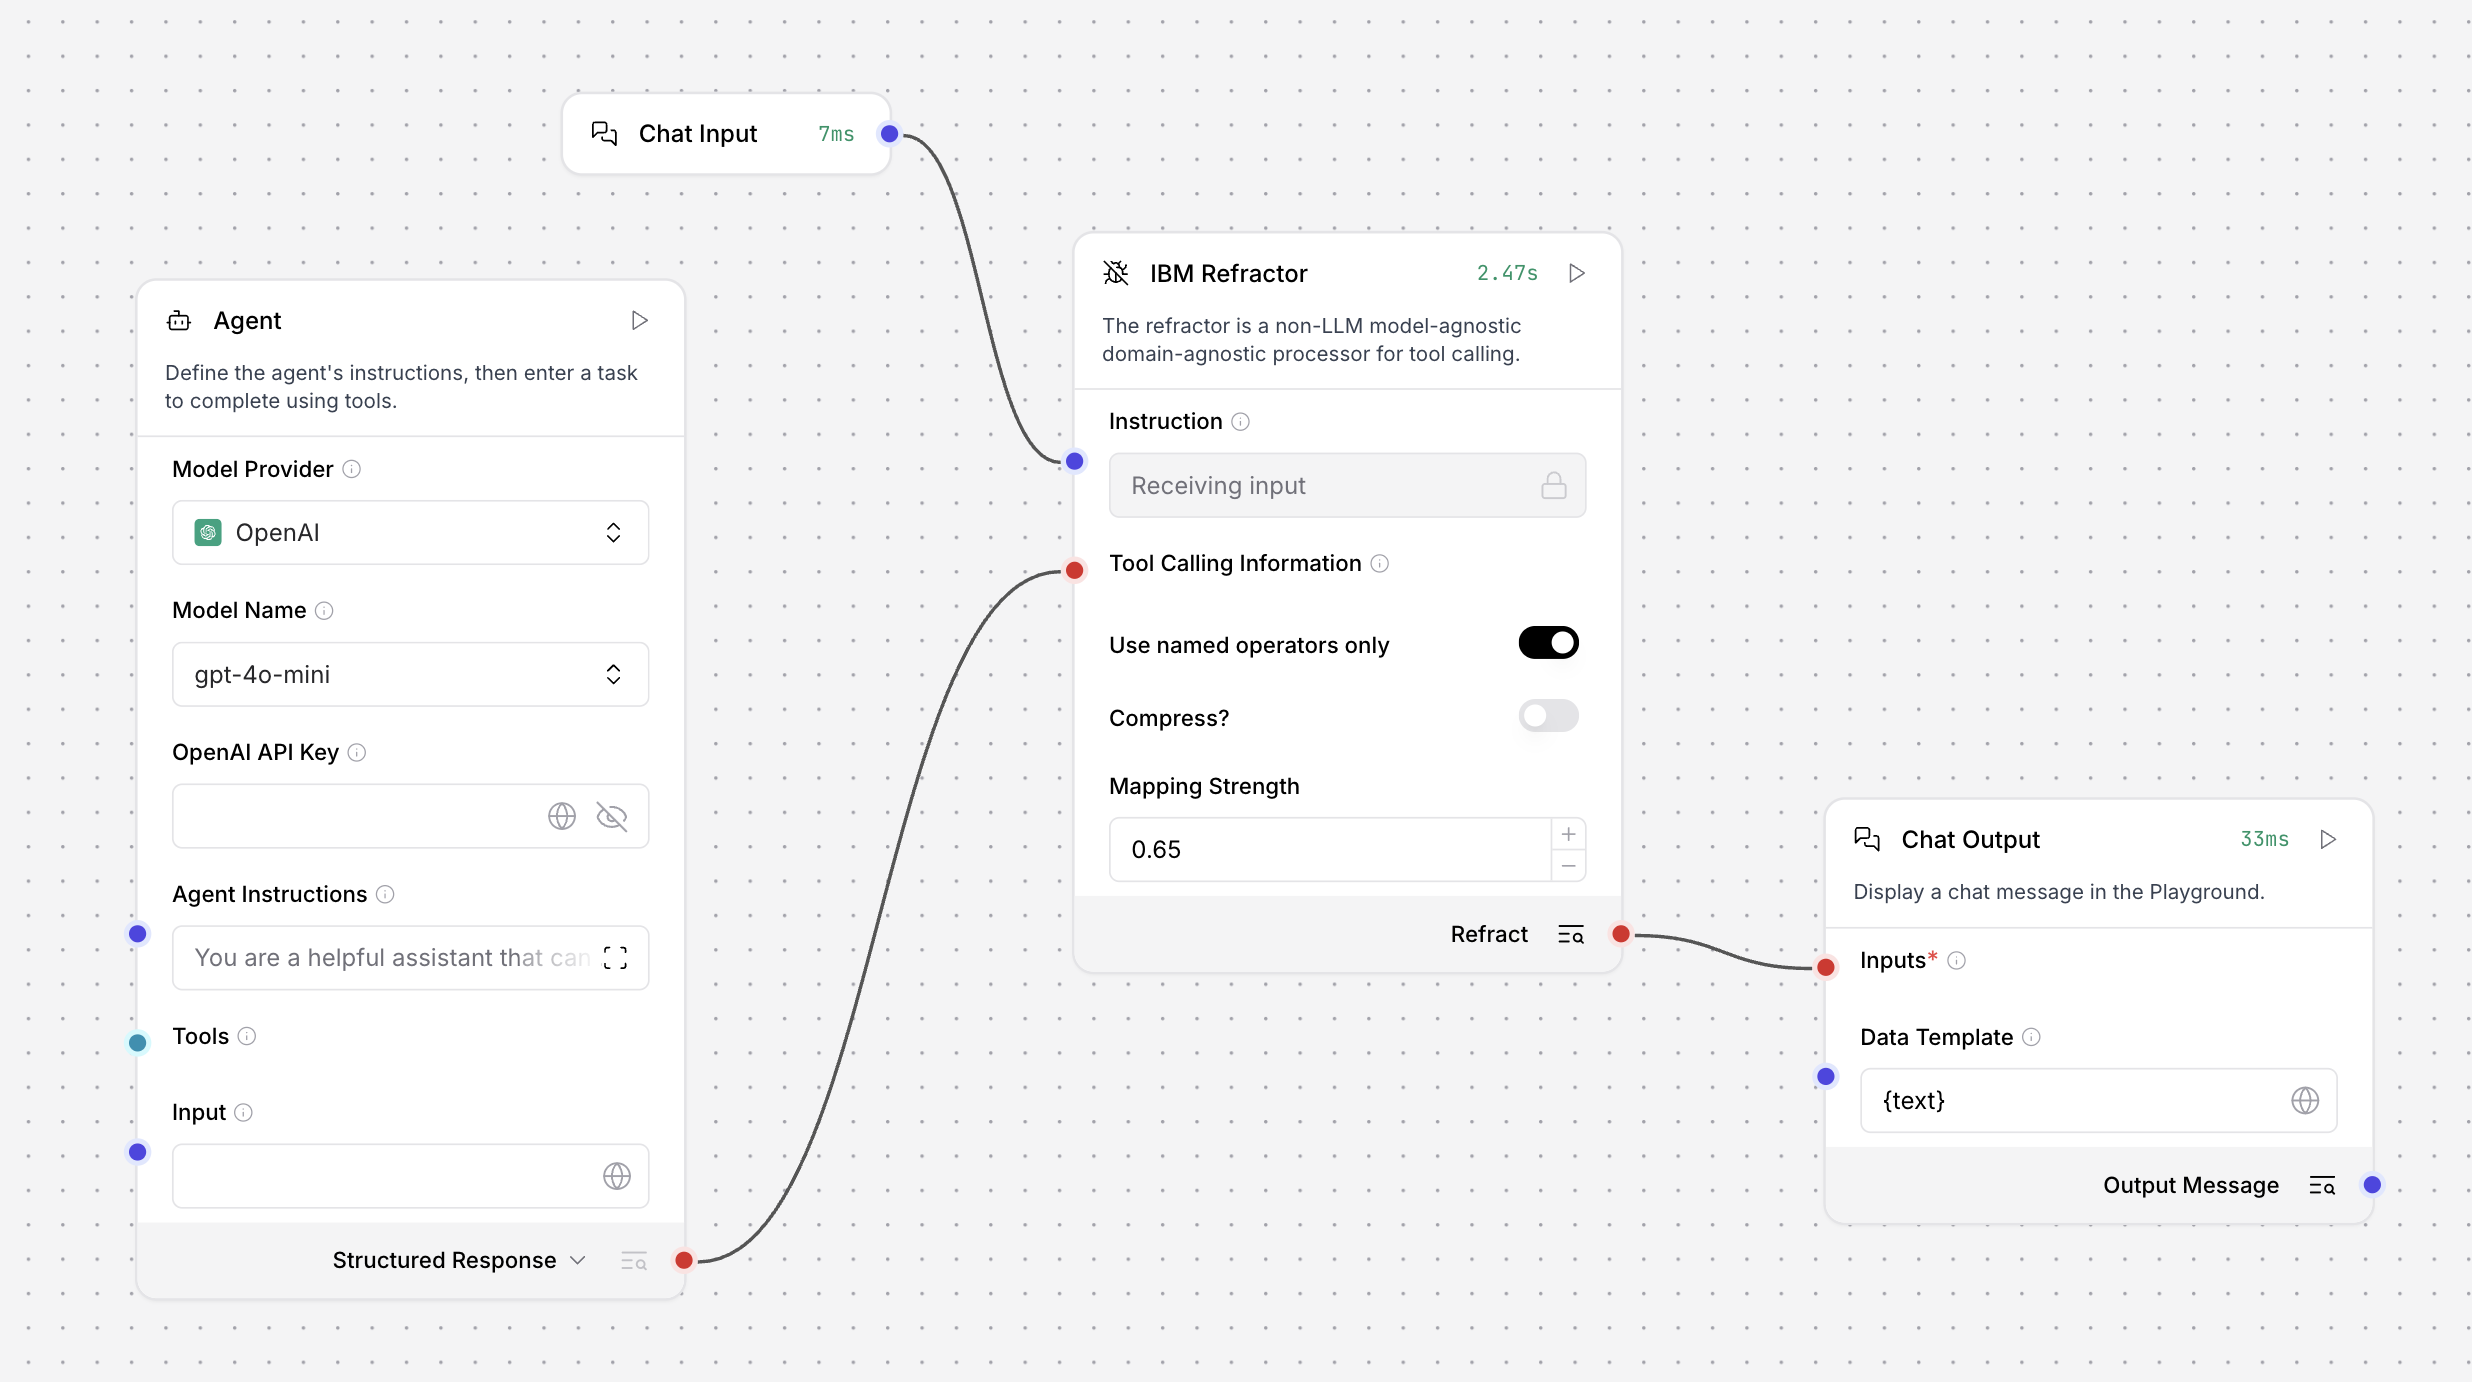 Chat Input 7ms
Agent
Define the agent's instructions, then enter a task
to complete using tools.
Model Provider
OpenAI
Model Name
gpt-4o-mini
OpenAI API Key
Agent Instructions
You are a helpful assistant that can
Tools
Input
Structured Response
IBM Refractor 2.47s
The refractor is a non-LLM model-agnostic
domain-agnostic processor for tool calling.
Instruction
Receiving input
Tool Calling Information
Use named operators only
Compress?
Mapping Strength
0.65
Refract
Chat Output 33ms
Display a chat message in the Playground.
Inputs*
Data Template
{text}
Output Message